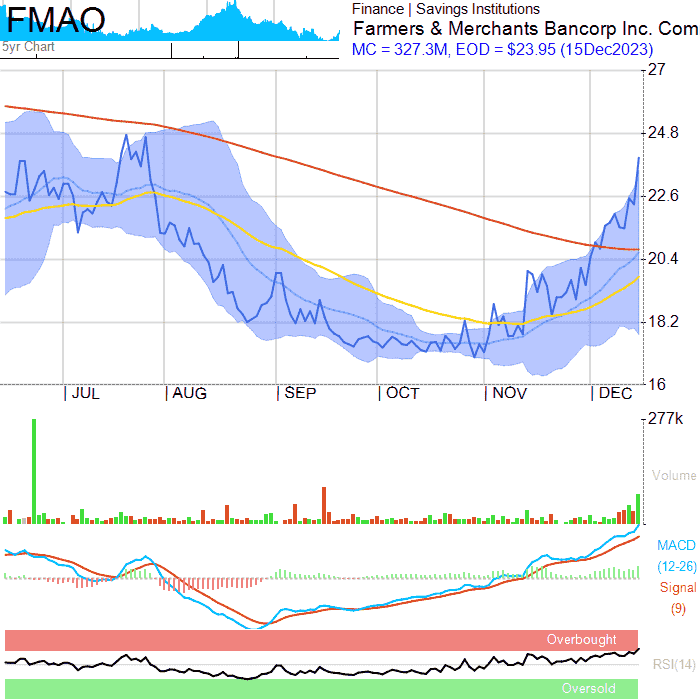 FMAO
5yr Chart
Finance | Savings Institutions
Farmers & Merchants Bancorp Inc. Com
MC = 327.3M, EOD = $23.95 (15Dec2023)
27
24.8
22.6
20.4
18.2
16
JUL AUG SEP OCT NOV DEC
277k
Volume
MACD
(12-26)
Signal
(9)
Overbought
RSI(14)
Oversold